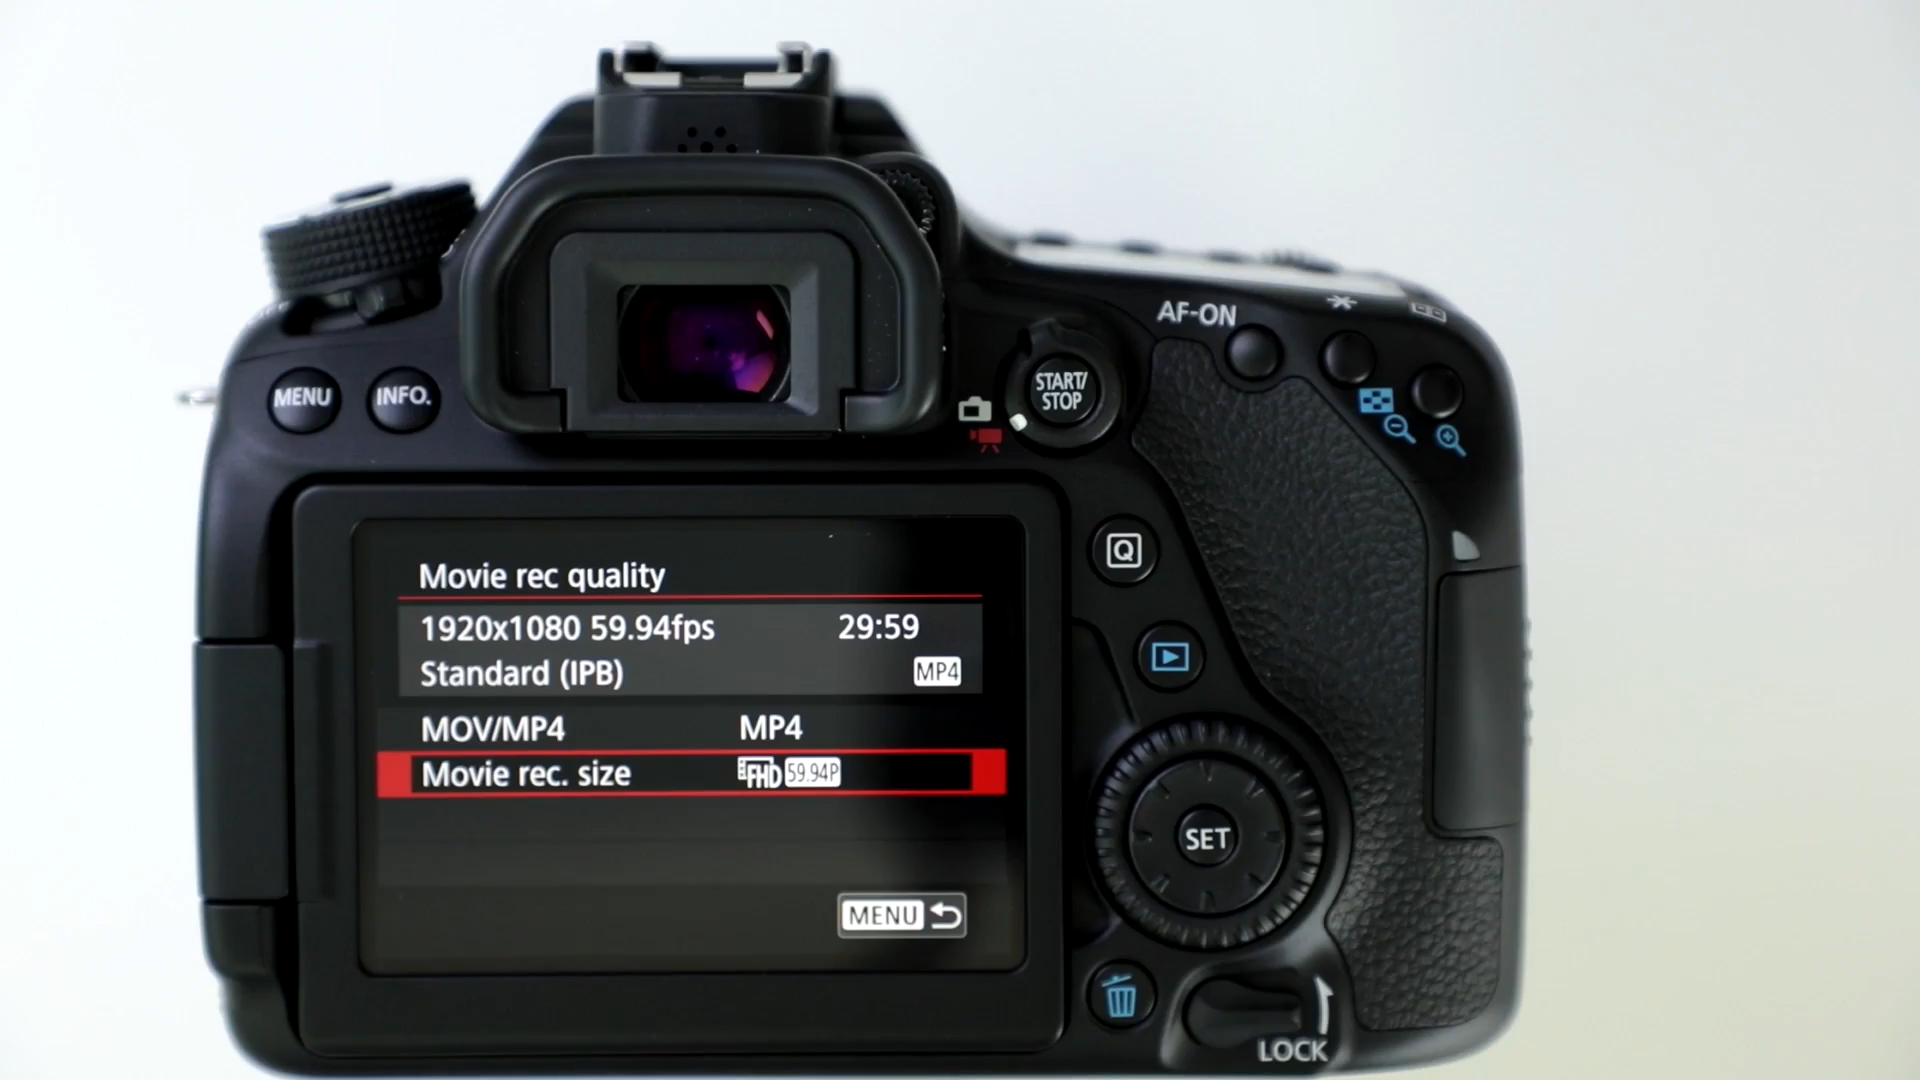 AF-ON
MENU
INFO.
START/
STOP
Q
Movie rec quality
1920x1080 59.94fps 29:59
Standard (IPB) MP4
MOV/MP4 MP4
Movie rec. size FHD 59.94P
SET
MENU
LOCK